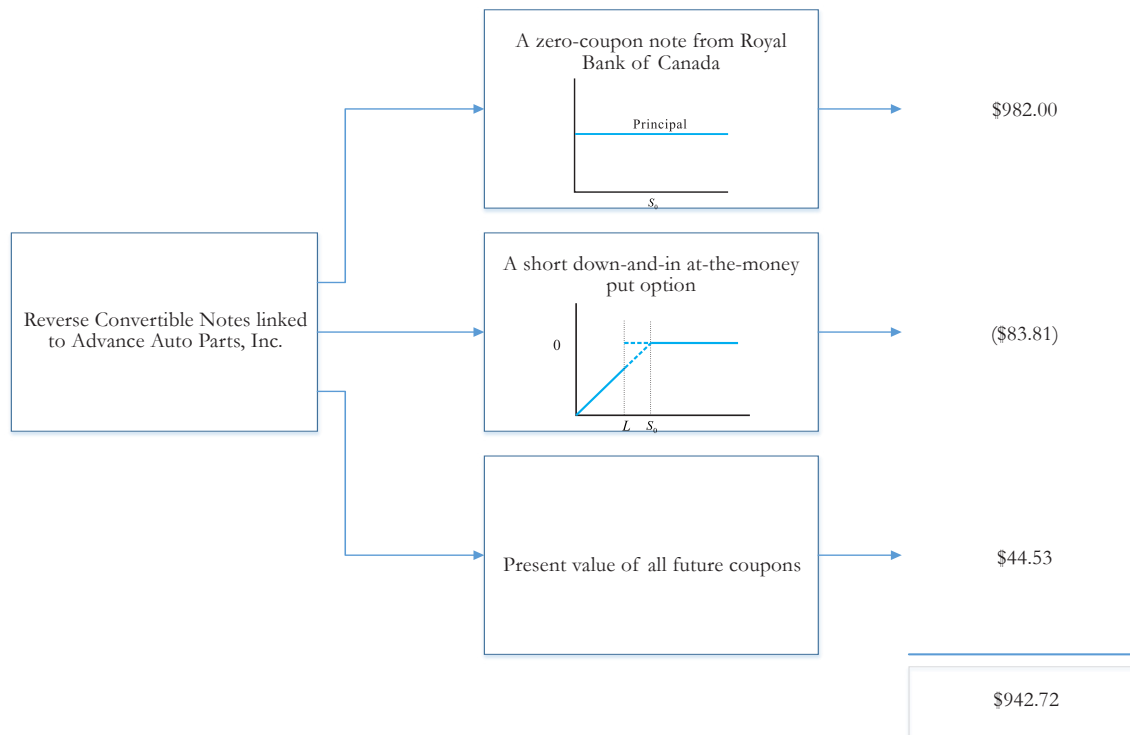 A zero-coupon note from Royal
Bank of Canada
Principal
S₀
$982.00
Reverse Convertible Notes linked
to Advance Auto Parts, Inc.
A short down-and-in at-the-money
put option
0
L S₀
($83.81)
Present value of all future coupons
$44.53
$942.72